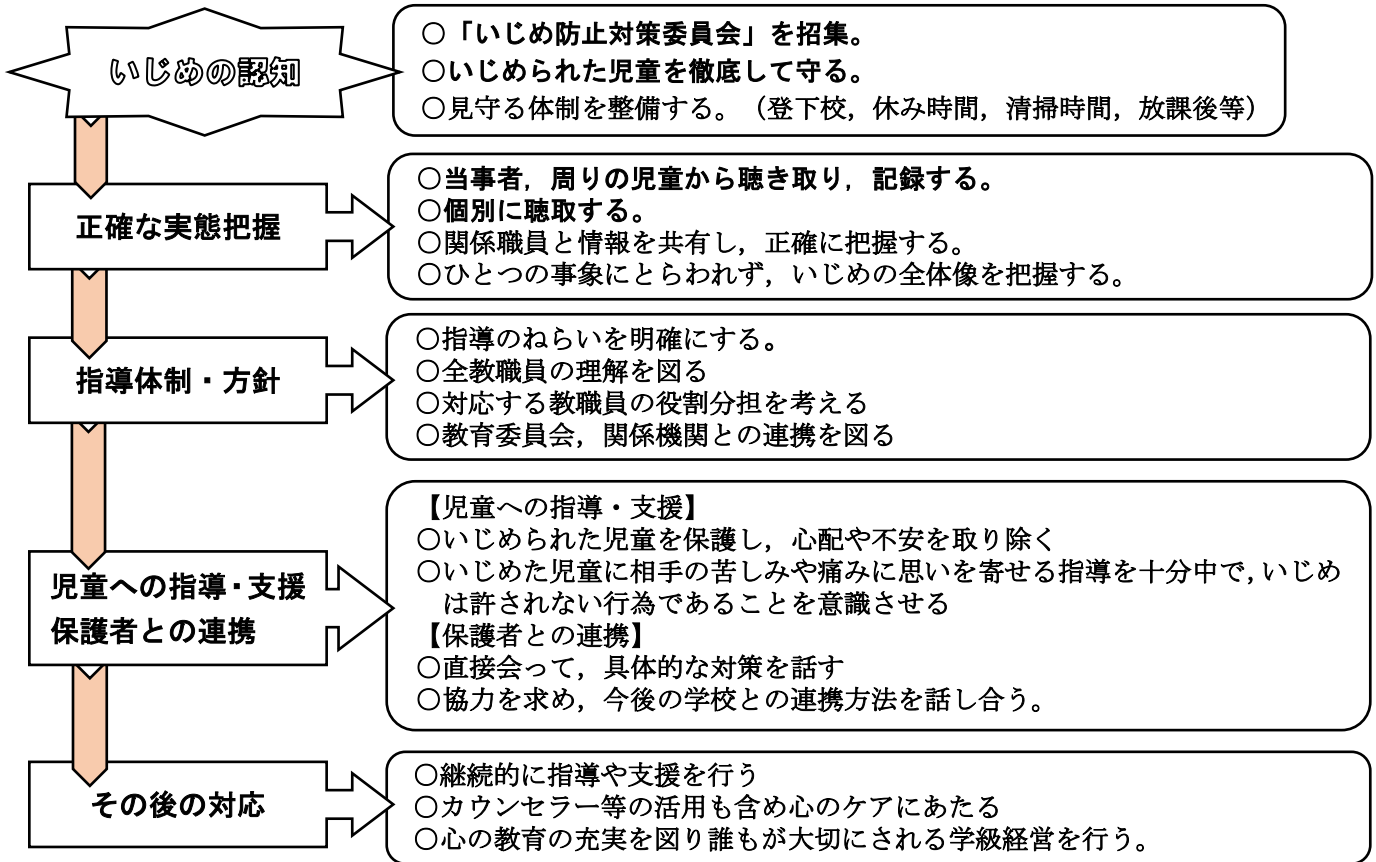 いじめの認知
○「いじめ防止対策委員会」を招集。
○いじめられた児童を徹底して守る。
○見守る体制を整備する。（登下校，休み時間，清掃時間，放課後等）
正確な実態把握
○当事者，周りの児童から聴き取り，記録する。
○個別に聴取する。
○関係職員と情報を共有し，正確に把握する。
○ひとつの事象にとらわれず，いじめの全体像を把握する。
指導体制・方針
○指導のねらいを明確にする。
○全教職員の理解を図る
○対応する教職員の役割分担を考える
○教育委員会，関係機関との連携を図る
児童への指導・支援
保護者との連携
【児童への指導・支援】
○いじめられた児童を保護し，心配や不安を取り除く
○いじめた児童に相手の苦しみや痛みに思いを寄せる指導を十分中で，いじめ
は許されない行為であることを意識させる
【保護者との連携】
○直接会って，具体的な対策を話す
○協力を求め，今後の学校との連携方法を話し合う。
その後の対応
○継続的に指導や支援を行う
○カウンセラー等の活用も含め心のケアにあたる
○心の教育の充実を図り誰もが大切にされる学級経営を行う。